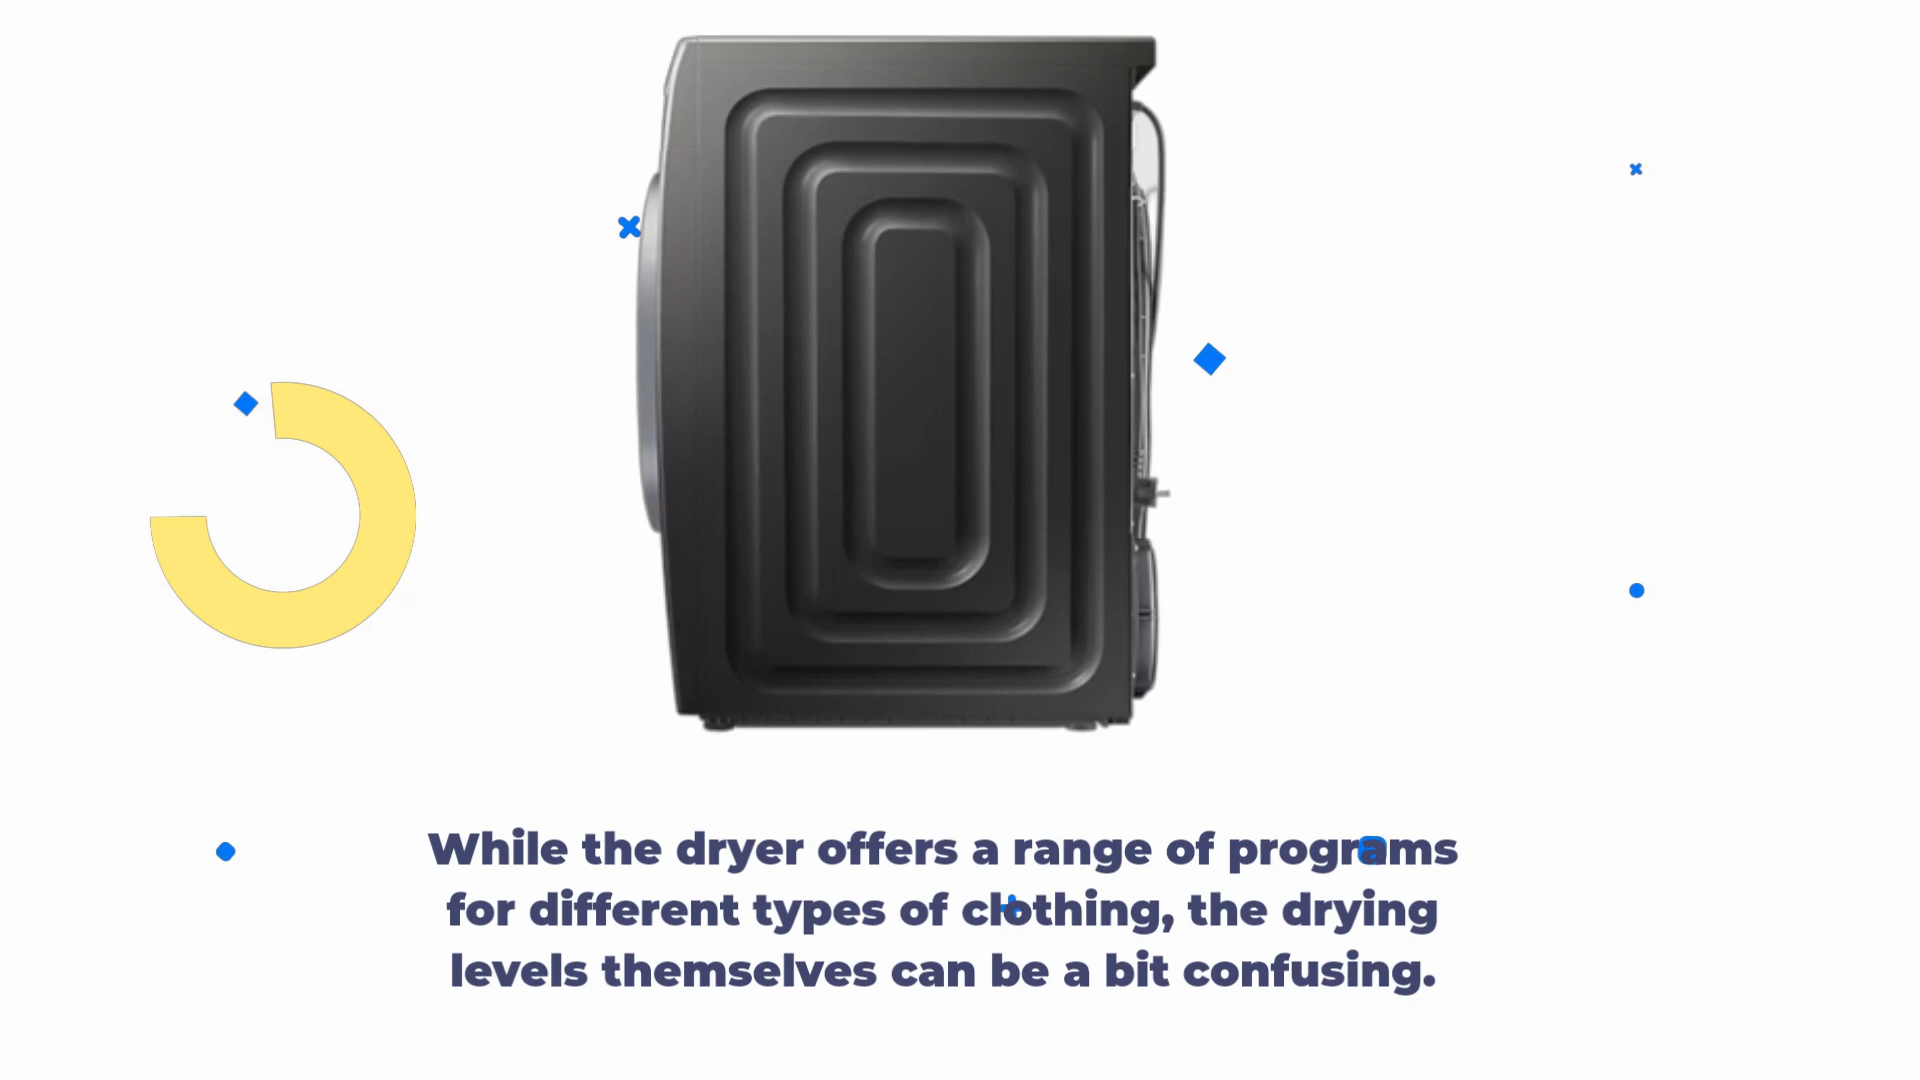 While the dryer offers a range of programs
for different types of clothing, the drying
levels themselves can be a bit confusing.